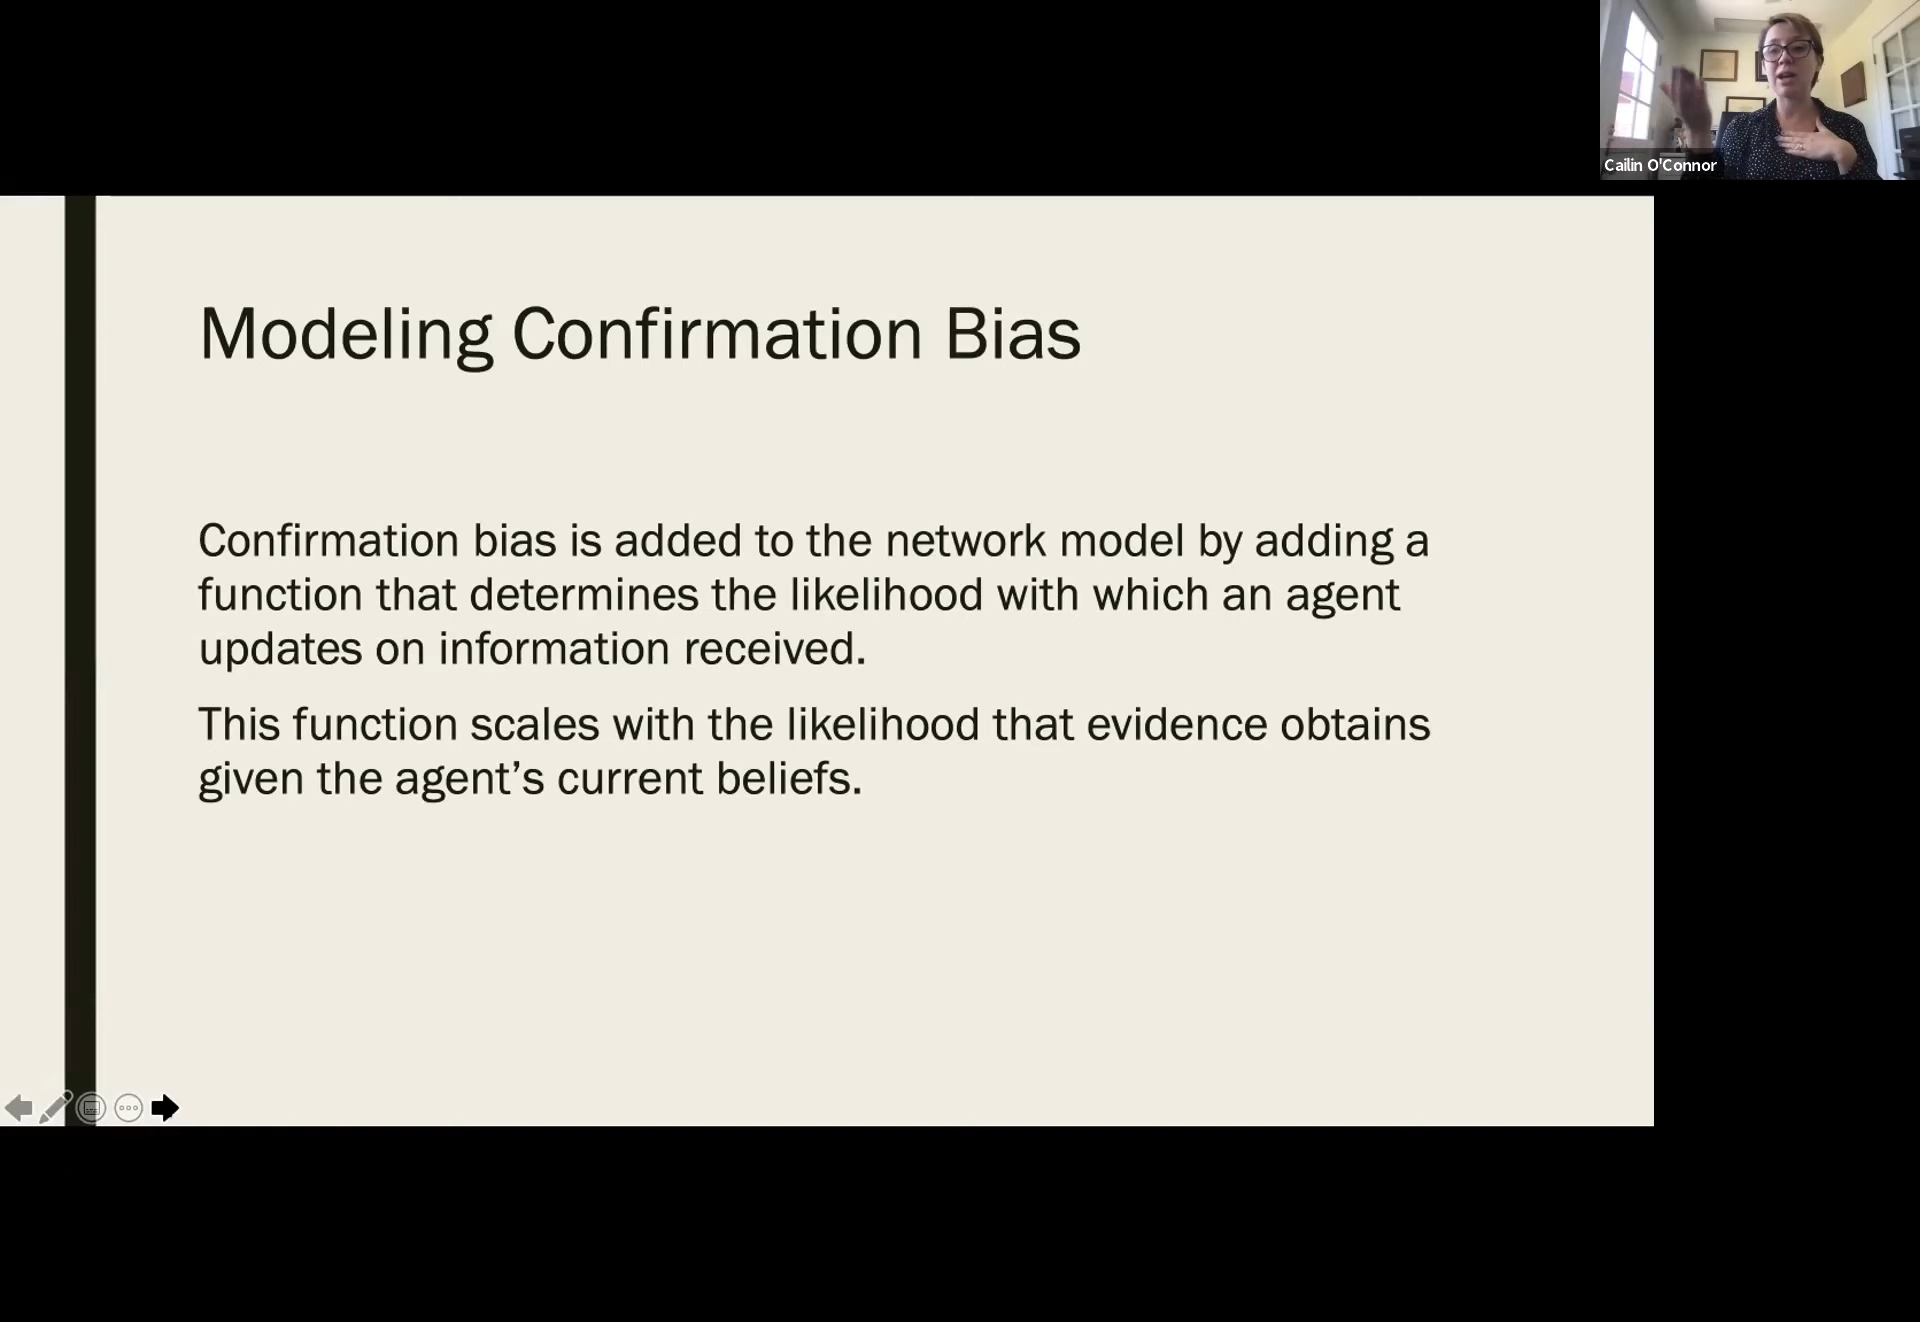 Cailin O'Connor
Modeling Confirmation Bias
Confirmation bias is added to the network model by adding a
function that determines the likelihood with which an agent
updates on information received.
This function scales with the likelihood that evidence obtains
given the agent’s current beliefs.